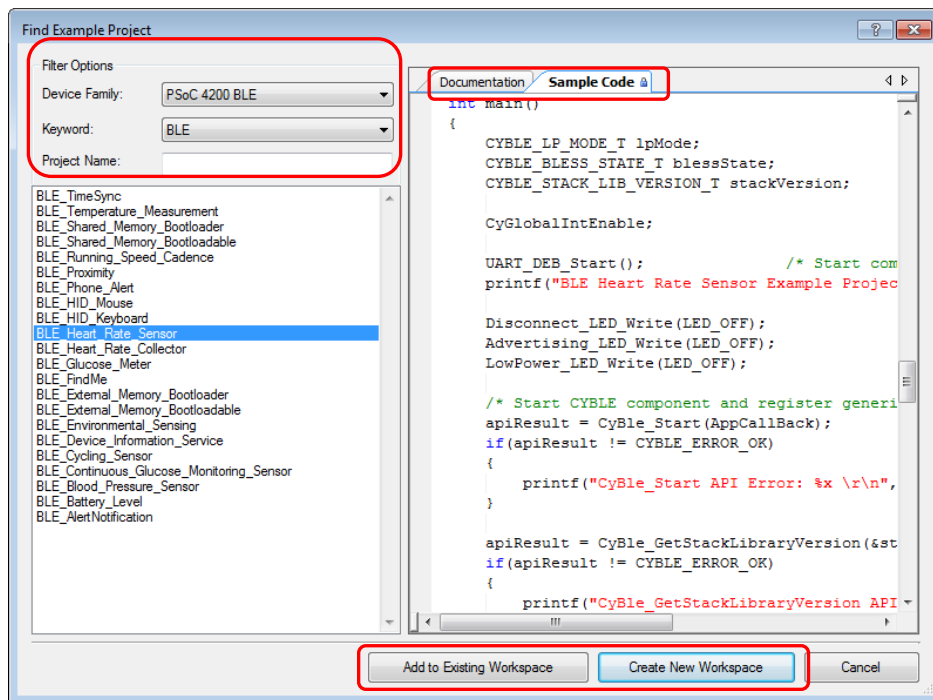 Find Example Project
Filter Options
Device Family: PSoC 4200 BLE
Keyword: BLE
Project Name:
BLE_TimeSync
BLE_Temperature_Measurement
BLE_Shared_Memory_Bootloader
BLE_Shared_Memory_Bootloadable
BLE_Running_Speed_Cadence
BLE_Proximity
BLE_Phone_Alert
BLE_HID_Mouse
BLE_HID_Keyboard
BLE_Heart_Rate_Sensor
BLE_Heart_Rate_Collector
BLE_Glucose_Meter
BLE_FindMe
BLE_External_Memory_Bootloader
BLE_External_Memory_Bootloadable
BLE_Environmental_Sensing
BLE_Device_Information_Service
BLE_Cycling_Sensor
BLE_Continuous_Glucose_Monitoring_Sensor
BLE_Blood_Pressure_Sensor
BLE_Battery_Level
BLE_AlertNotification
Documentation Sample Code
int main()
{
CYBLE_LP_MODE_T lpMode;
CYBLE_BLESS_STATE_T blessState;
CYBLE_STACK_LIB_VERSION_T stackVersion;
CyGlobalIntEnable;
UART_DEB_Start(); /* Start com
printf("BLE Heart Rate Sensor Example Projec
Disconnect_LED_Write(LED_OFF);
Advertising_LED_Write(LED_OFF);
LowPower_LED_Write(LED_OFF);
/* Start CYBLE component and register generi
apiResult = CyBle_Start(AppCallBack);
if(apiResult != CYBLE_ERROR_OK)
{
printf("CyBle_Start API Error: %x \r\n",
}
apiResult = CyBle_GetStackLibraryVersion(&st
if(apiResult != CYBLE_ERROR_OK)
{
printf("CyBle_GetStackLibraryVersion API
Add to Existing Workspace Create New Workspace Cancel